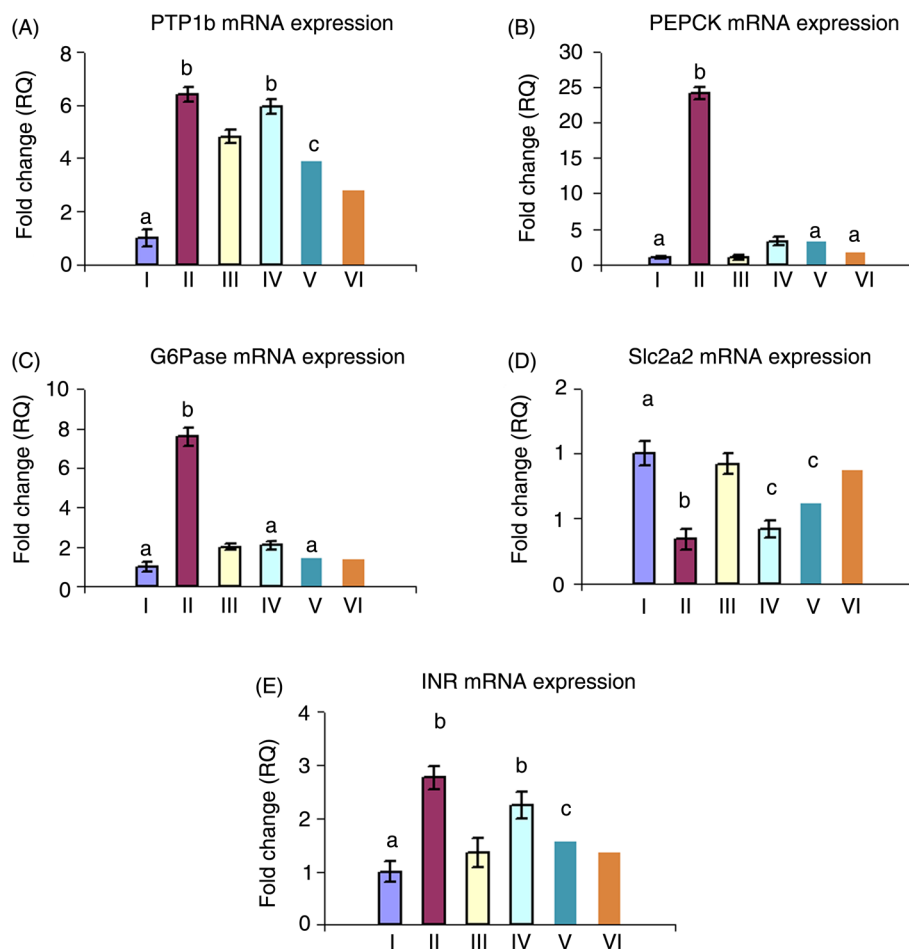 (A) PTP1b mRNA expression
Fold change (RQ)
8
6
4
2
0
a b b c
I II III IV V VI
(B) PEPCK mRNA expression
Fold change (RQ)
30
25
20
15
10
5
0
a b a a
I II III IV V VI
(C) G6Pase mRNA expression
Fold change (RQ)
10
8
6
4
2
0
a b a a
I II III IV V VI
(D) Slc2a2 mRNA expression
Fold change (RQ)
2
1
1
0
a b c c
I II III IV V VI
(E) INR mRNA expression
Fold change (RQ)
4
3
2
1
0
a b b c
I II III IV V VI